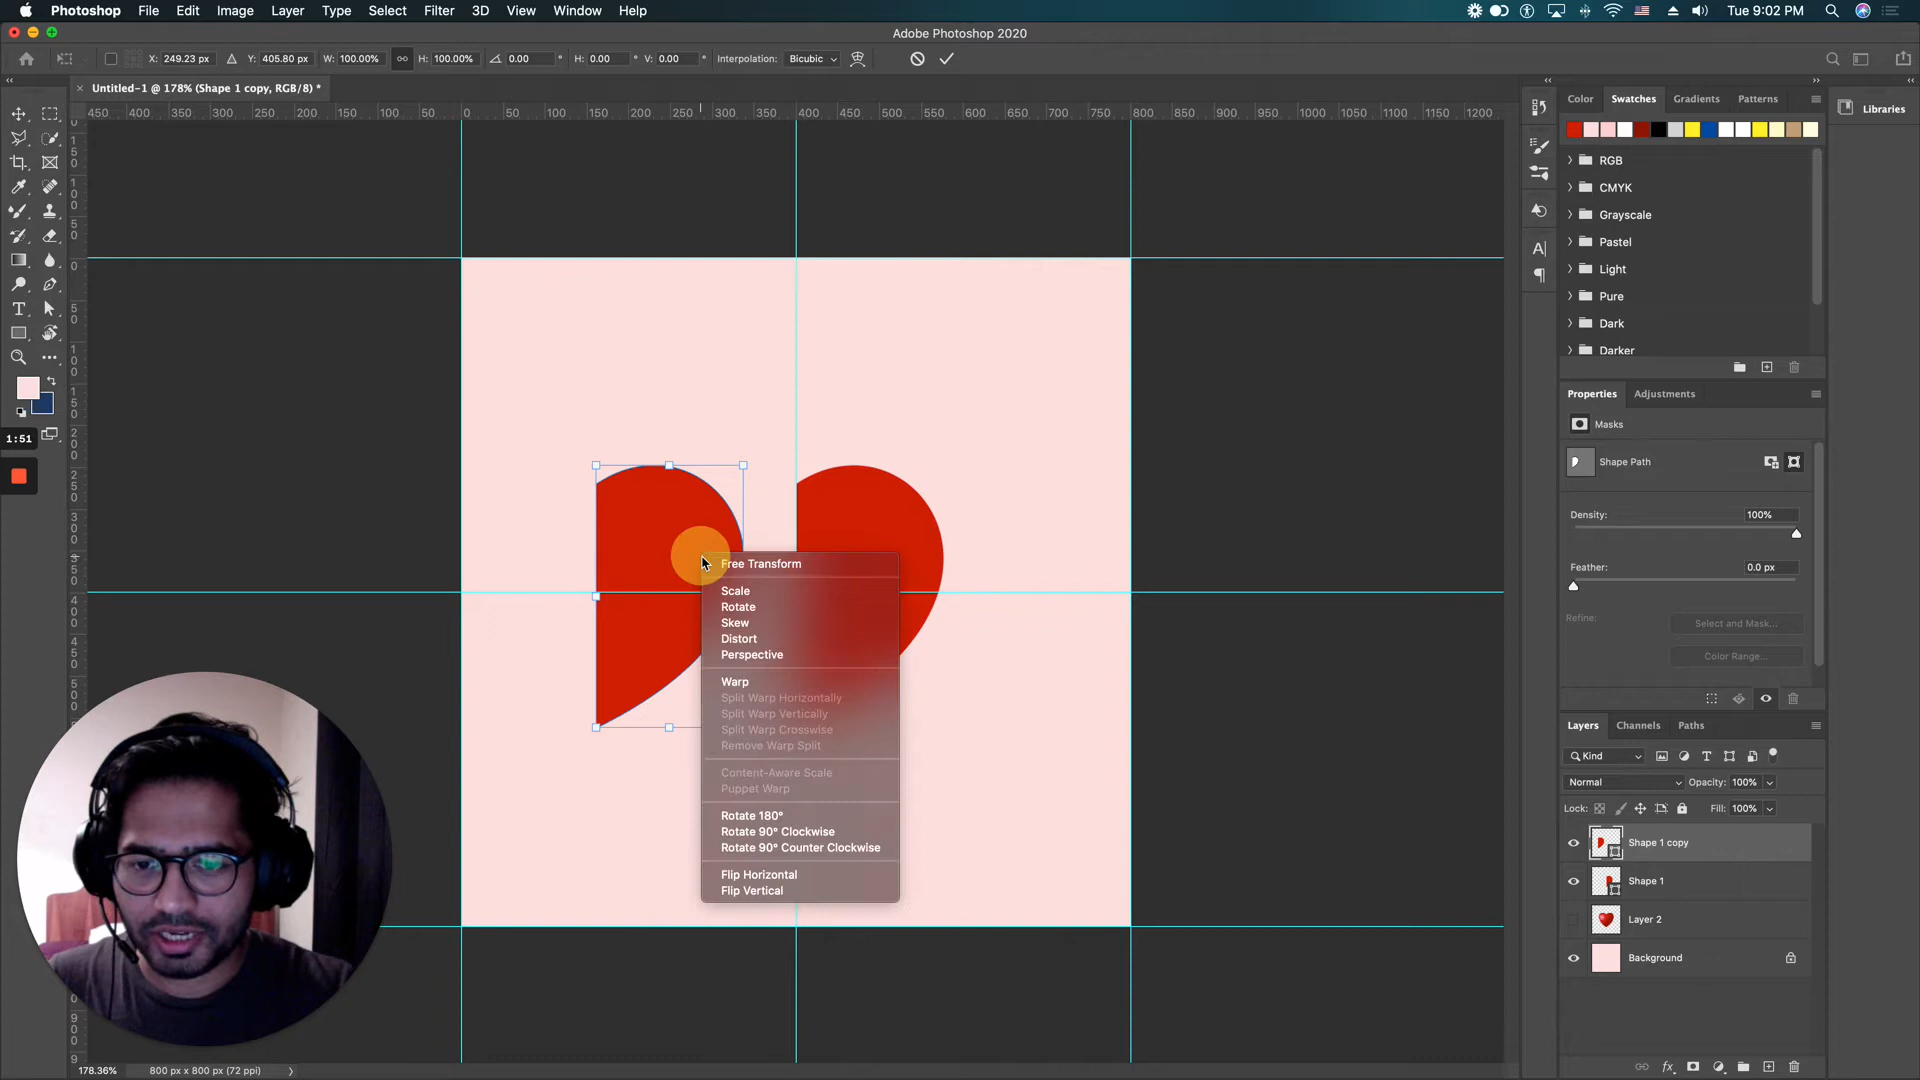 Photoshop File Edit Image Layer Type Select Filter 3D View Window Help Tue 9:02 PM
Adobe Photoshop 2020
X: 249.23 px Y: 405.80 px W: 100.00% H: 100.00% 0.00 ° H: 0.00 ° V: 0.00 ° Interpolation: Bicubic
Untitled-1 @ 178% (Shape 1 copy, RGB/8) *
450 400 350 300 250 200 150 100 50 0 50 100 150 200 250 300 350 400 450 500 550 600 650 700 750 800 850 900 950 1000 1050 1100 1150 1200
Color Swatches Gradients Patterns
Libraries
RGB
CMYK
Grayscale
Pastel
Light
Pure
Dark
Darker
Properties Adjustments
Masks
Shape Path
Density: 100%
Feather: 0.0 px
Refine: Select and Mask...
Color Range...
Layers Channels Paths
Kind
Normal Opacity: 100%
Lock: Fill: 100%
Shape 1 copy
Shape 1
Layer 2
Background
Free Transform
Scale
Rotate
Skew
Distort
Perspective
Warp
Split Warp Horizontally
Split Warp Vertically
Split Warp Crosswise
Remove Warp Split
Content-Aware Scale
Puppet Warp
Rotate 180°
Rotate 90° Clockwise
Rotate 90° Counter Clockwise
Flip Horizontal
Flip Vertical
1:51
178.36% 800 px x 800 px (72 ppi)